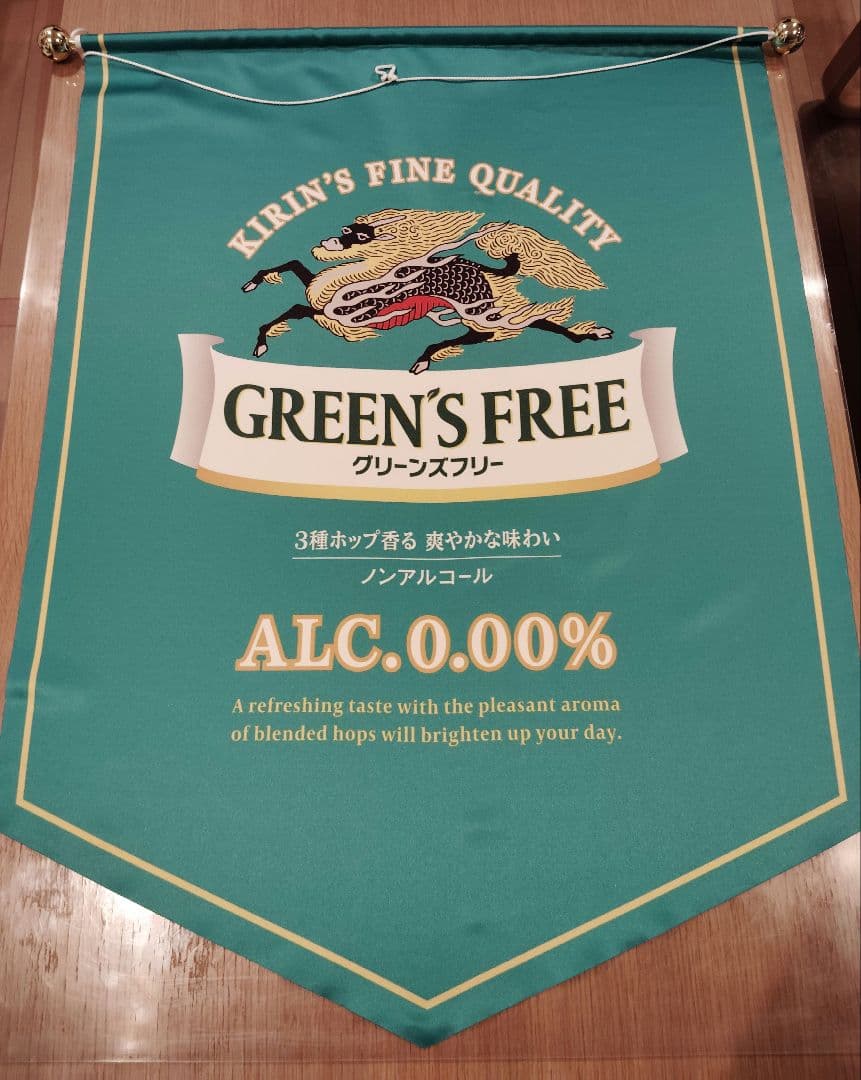 KIRIN'S FINE QUALITY
GREEN'S FREE
グリーンズフリー
3種ホップ香る 爽やかな味わい
ノンアルコール
ALC.0.00%
A refreshing taste with the pleasant aroma
of blended hops will brighten up your day.